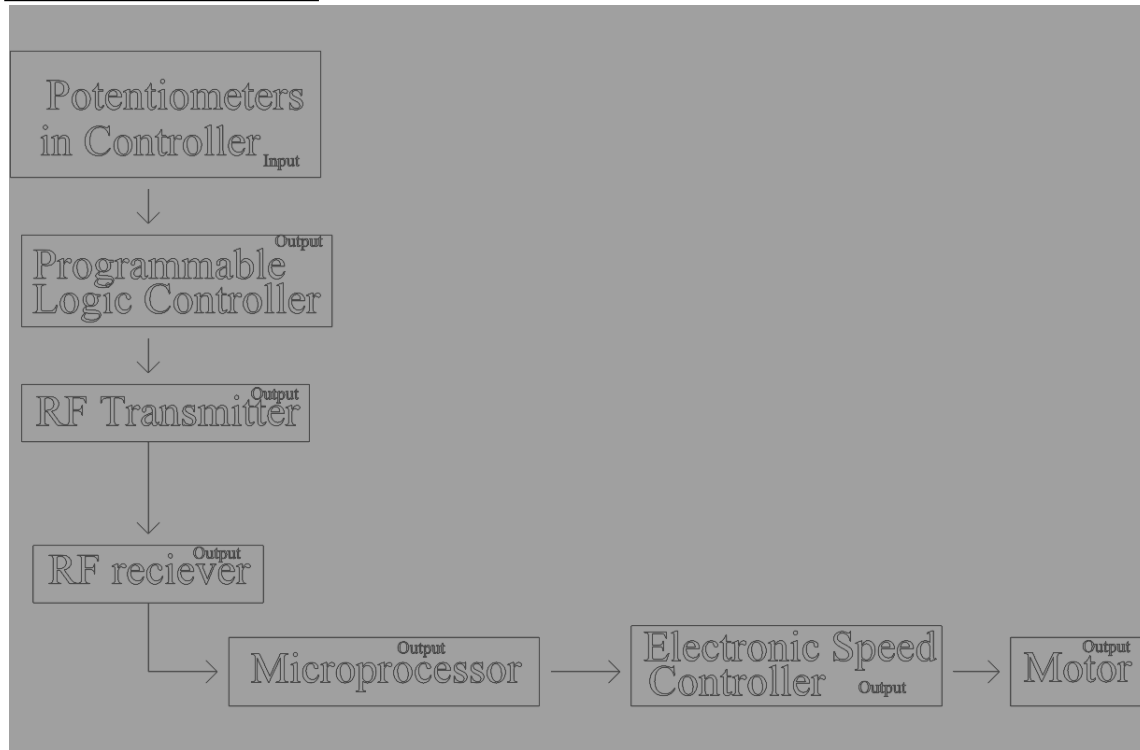 Potentiometers
in Controller
Input
Output
Programmable
Logic Controller
Output
RF Transmitter
Output
RF reciever
Output
Microprocessor
Electronic Speed
Controller
Output
Output
Motor